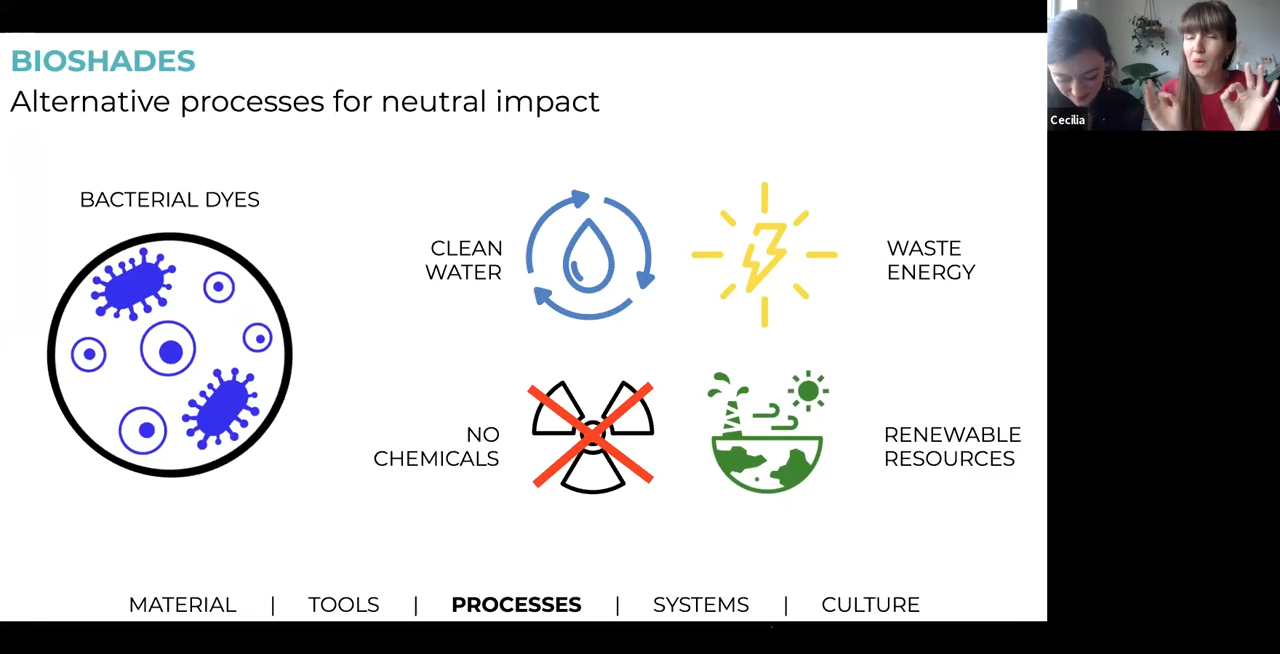 BIOSHADES
Alternative processes for neutral impact
Cecilia
BACTERIAL DYES
CLEAN
WATER
WASTE
ENERGY
NO
CHEMICALS
RENEWABLE
RESOURCES
MATERIAL | TOOLS | PROCESSES | SYSTEMS | CULTURE